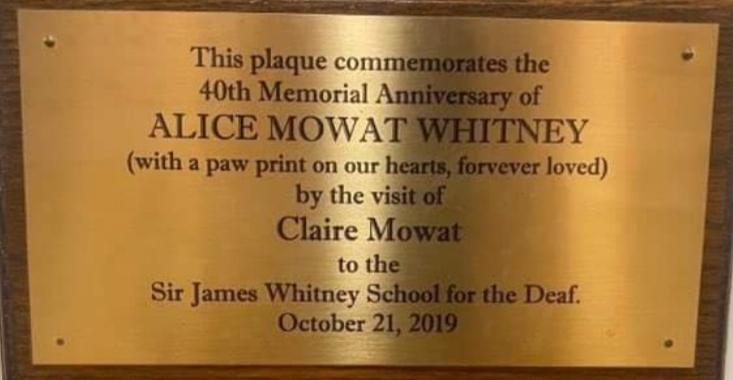 This plaque commemorates the
40th Memorial Anniversary of
ALICE MOWAT WHITNEY
(with a paw print on our hearts, forvever loved)
by the visit of
Claire Mowat
to the
Sir James Whitney School for the Deaf.
October 21, 2019